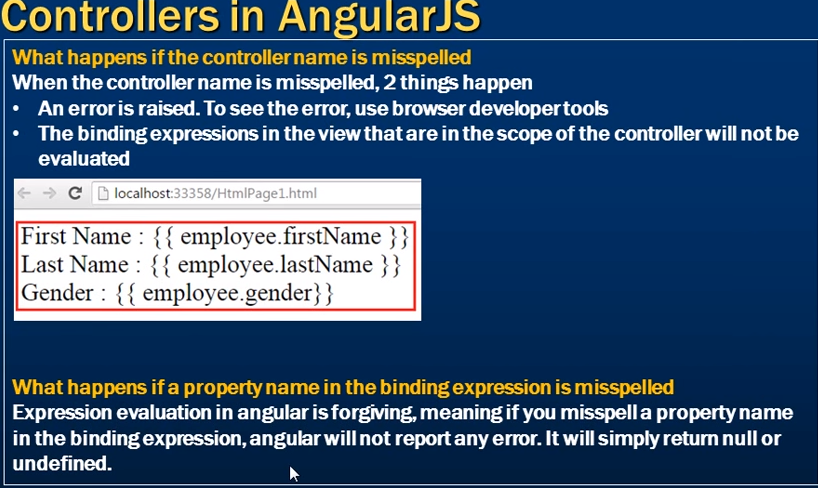 Controllers in AngularJS
What happens if the controller name is misspelled
When the controller name is misspelled, 2 things happen
• An error is raised. To see the error, use browser developer tools
• The binding expressions in the view that are in the scope of the controller will not be
evaluated
localhost:33358/HtmlPage1.html
First Name : {{ employee.firstName }}
Last Name : {{ employee.lastName }}
Gender : {{ employee.gender}}
What happens if a property name in the binding expression is misspelled
Expression evaluation in angular is forgiving, meaning if you misspell a property name
in the binding expression, angular will not report any error. It will simply return null or
undefined.